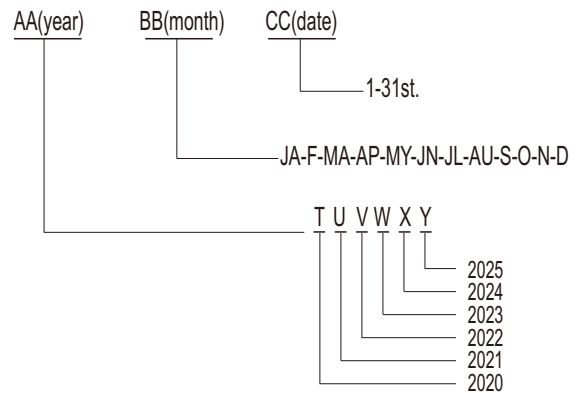 AA(year) BB(month) CC(date)
1-31st.
JA-F-MA-AP-MY-JN-JL-AU-S-O-N-D
T U V W X Y
2025
2024
2023
2022
2021
2020